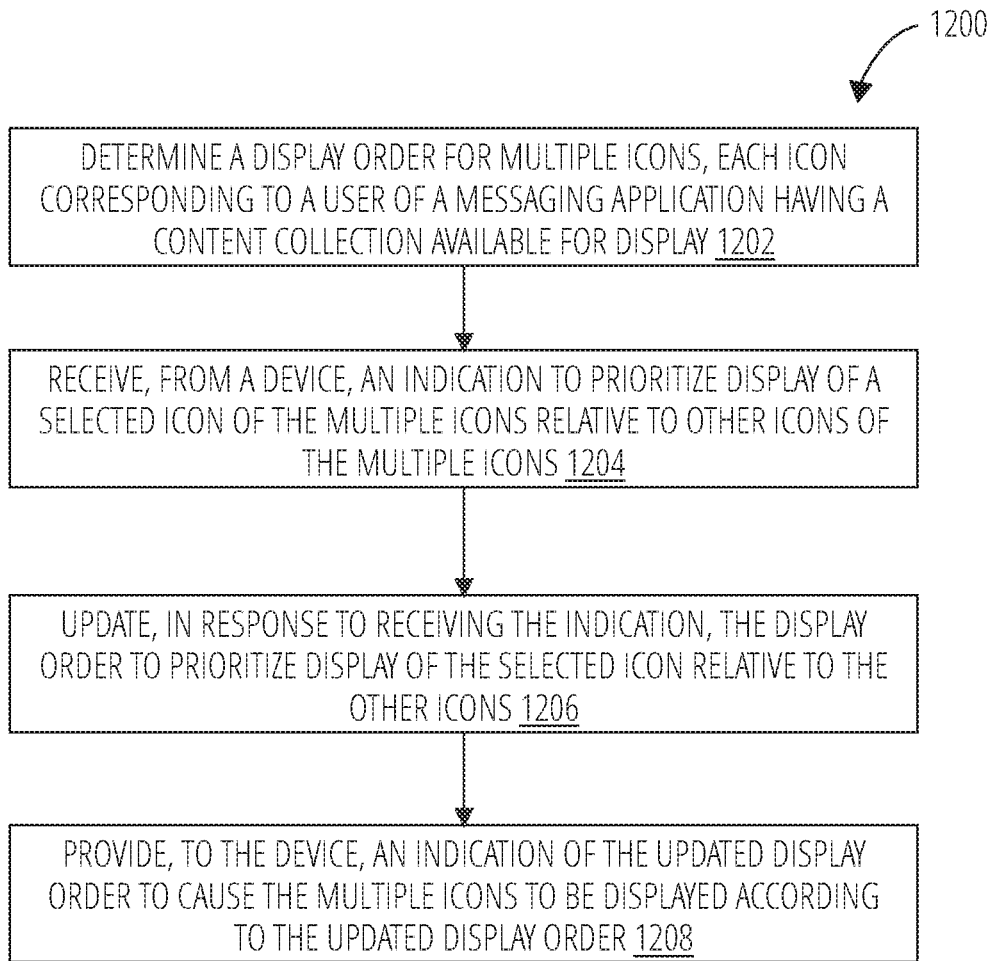 1200
DETERMINE A DISPLAY ORDER FOR MULTIPLE ICONS, EACH ICON
CORRESPONDING TO A USER OF A MESSAGING APPLICATION HAVING A
CONTENT COLLECTION AVAILABLE FOR DISPLAY 1202
RECEIVE, FROM A DEVICE, AN INDICATION TO PRIORITIZE DISPLAY OF A
SELECTED ICON OF THE MULTIPLE ICONS RELATIVE TO OTHER ICONS OF
THE MULTIPLE ICONS 1204
UPDATE, IN RESPONSE TO RECEIVING THE INDICATION, THE DISPLAY
ORDER TO PRIORITIZE DISPLAY OF THE SELECTED ICON RELATIVE TO THE
OTHER ICONS 1206
PROVIDE, TO THE DEVICE, AN INDICATION OF THE UPDATED DISPLAY
ORDER TO CAUSE THE MULTIPLE ICONS TO BE DISPLAYED ACCORDING
TO THE UPDATED DISPLAY ORDER 1208